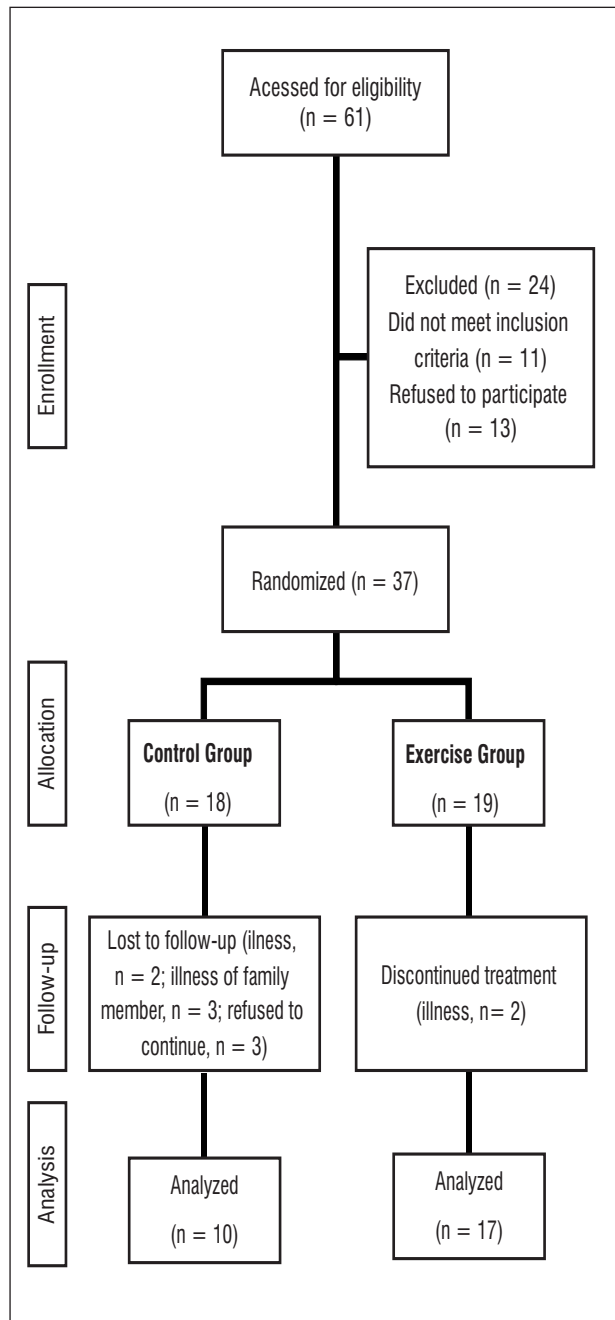 Acessed for eligibility
(n = 61)
Enrollment
Excluded (n = 24)
Did not meet inclusion
criteria (n = 11)
Refused to participate
(n = 13)
Randomized (n = 37)
Allocation
Control Group
(n = 18)
Exercise Group
(n = 19)
Follow-up
Lost to follow-up (ilness,
n = 2; illness of family
member, n = 3; refused to
continue, n = 3)
Discontinued treatment
(illness, n= 2)
Analysis
Analyzed
(n = 10)
Analyzed
(n = 17)